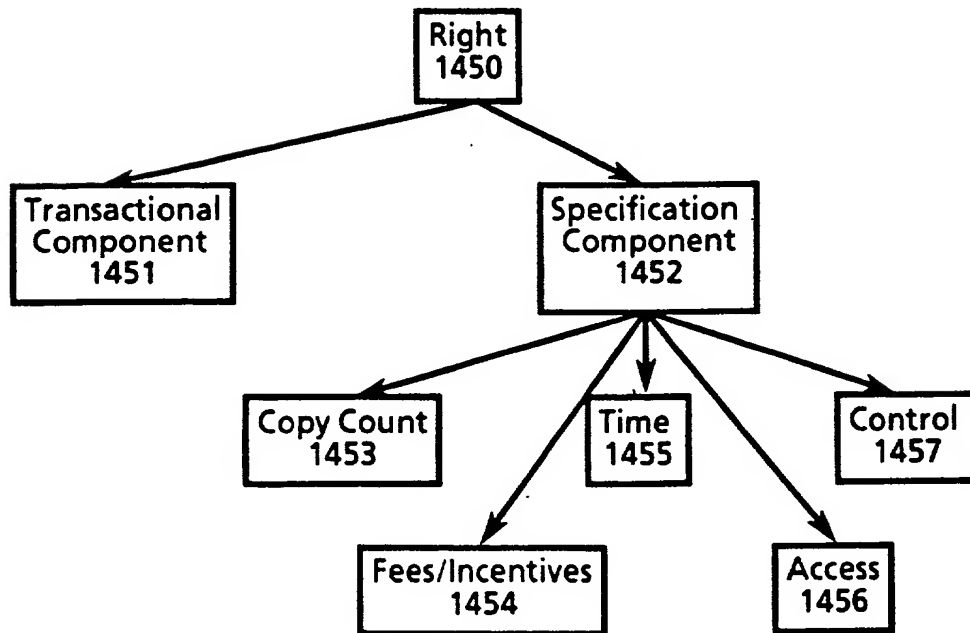 Right
1450
Transactional
Component
1451
Specification
Component
1452
Copy Count
1453
Time
1455
Control
1457
Fees/Incentives
1454
Access
1456